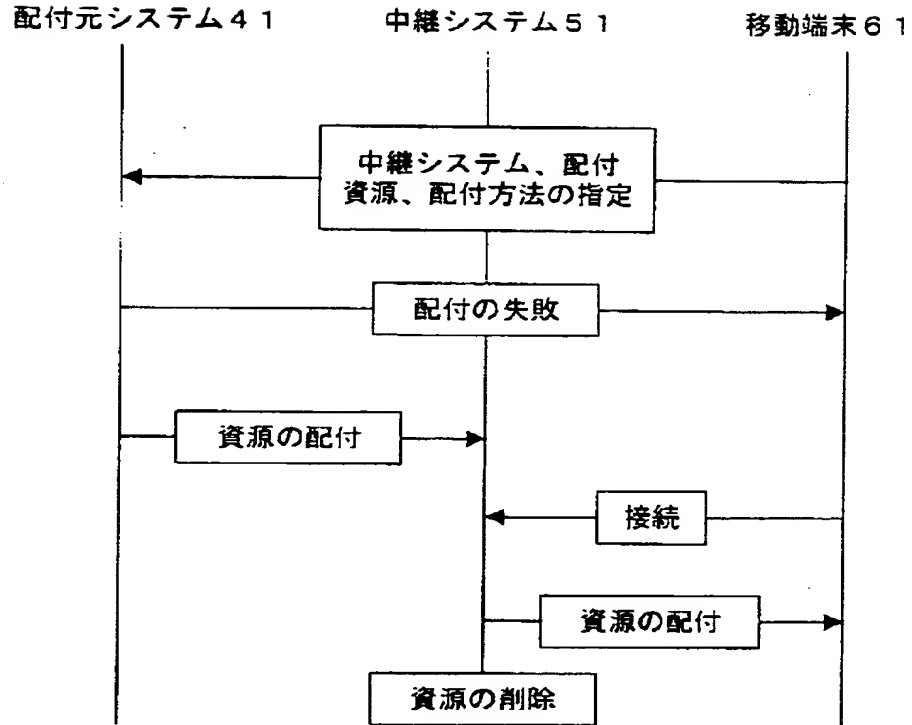 配付元システム４１
中継システム５１
移動端末６１
中継システム、配付
資源、配付方法の指定
配付の失敗
資源の配付
接続
資源の配付
資源の削除